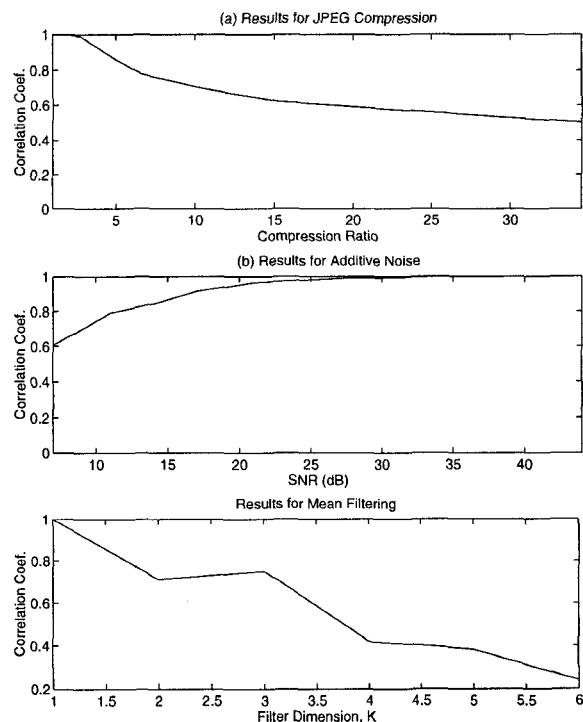 (a) Results for JPEG Compression
1
0.8
0.6
0.4
0.2
0
Correlation Coef.
5 10 15 20 25 30
Compression Ratio
(b) Results for Additive Noise
1
0.8
0.6
0.4
0.2
0
Correlation Coef.
10 15 20 25 30 35 40
SNR (dB)
Results for Mean Filtering
1
0.8
0.6
0.4
0.2
Correlation Coef.
1 1.5 2 2.5 3 3.5 4 4.5 5 5.5 6
Filter Dimension, K